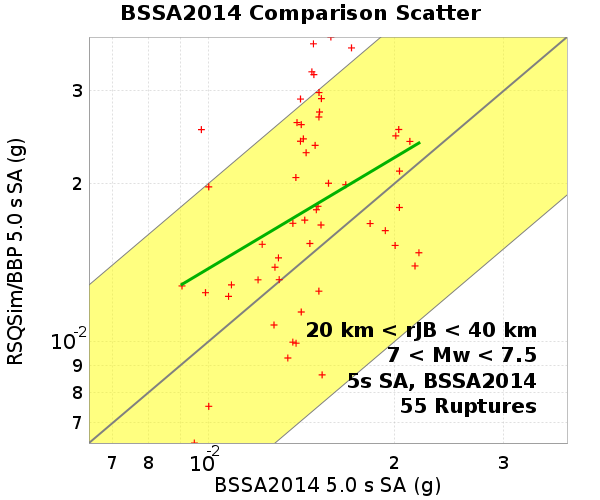 BSSA2014 Comparison Scatter
RSQSim/BBP 5.0 s SA (g)
3
2
10-2
9
8
7
20 km < rJB < 40 km
7 < Mw < 7.5
5s SA, BSSA2014
55 Ruptures
7 8 10-2 2 3
BSSA2014 5.0 s SA (g)